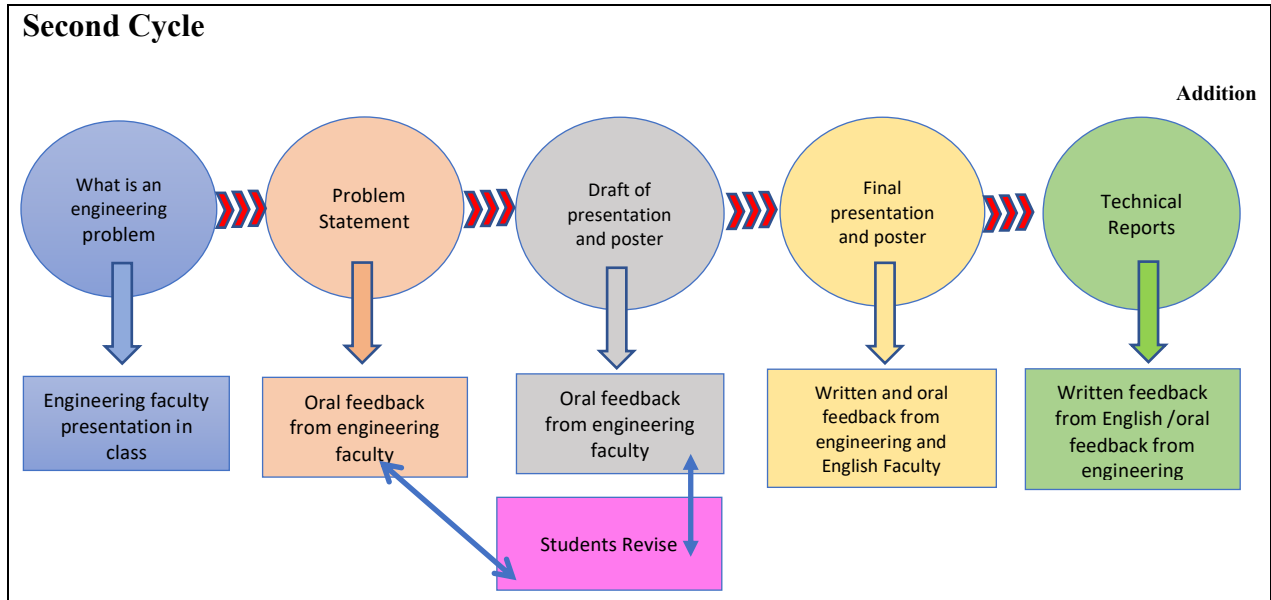 Second Cycle
Addition
What is an
engineering
problem
Problem
Statement
Draft of
presentation
and poster
Final
presentation
and poster
Technical
Reports
Engineering faculty
presentation in
class
Oral feedback
from engineering
faculty
Oral feedback
from engineering
faculty
Written and oral
feedback from
engineering and
English Faculty
Written feedback
from English /oral
feedback from
engineering
Students Revise